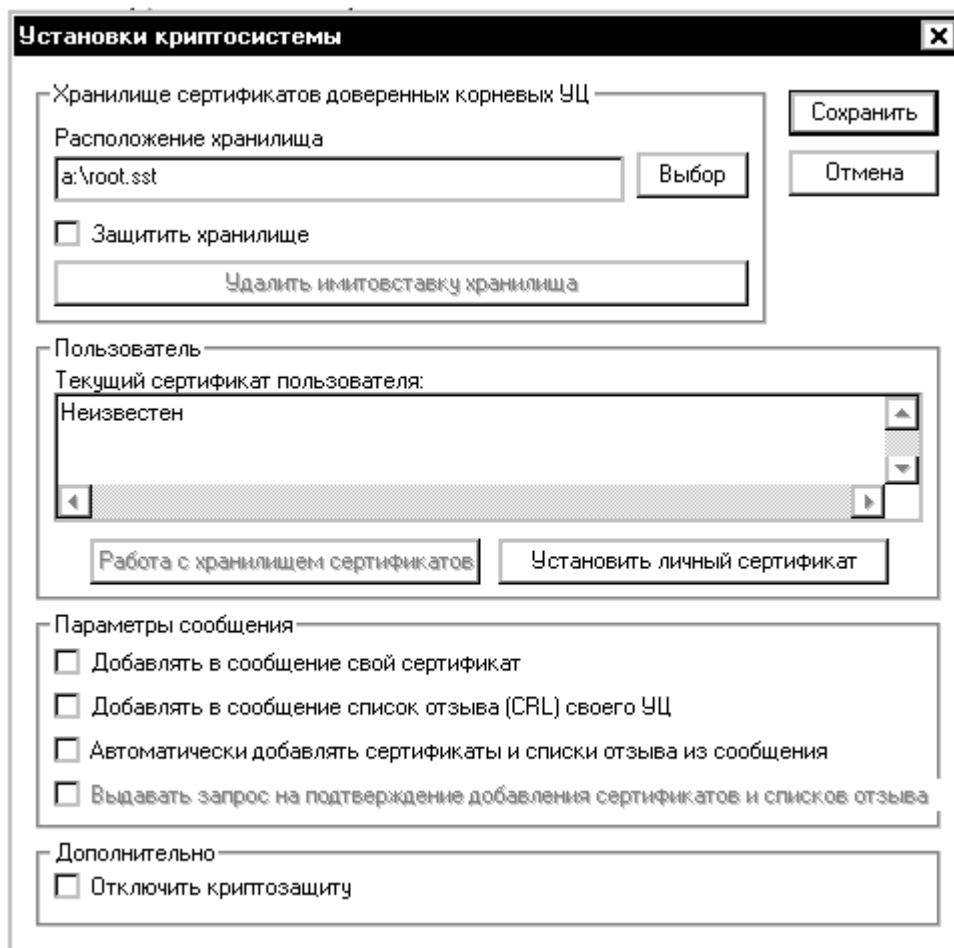 Установки криптосистемы
Хранилище сертификатов доверенных корневых УЦ
Сохранить
Расположение хранилища
a:\root.sst
Выбор
Отмена
Защитить хранилище
Удалить имитовставку хранилища
Пользователь
Текущий сертификат пользователя:
Неизвестен
Работа с хранилищем сертификатов
Установить личный сертификат
Параметры сообщения
Добавлять в сообщение свой сертификат
Добавлять в сообщение список отзыва (CRL) своего УЦ
Автоматически добавлять сертификаты и списки отзыва из сообщения
Выдавать запрос на подтверждение добавления сертификатов и списков отзыва
Дополнительно
Отключить криптозащиту